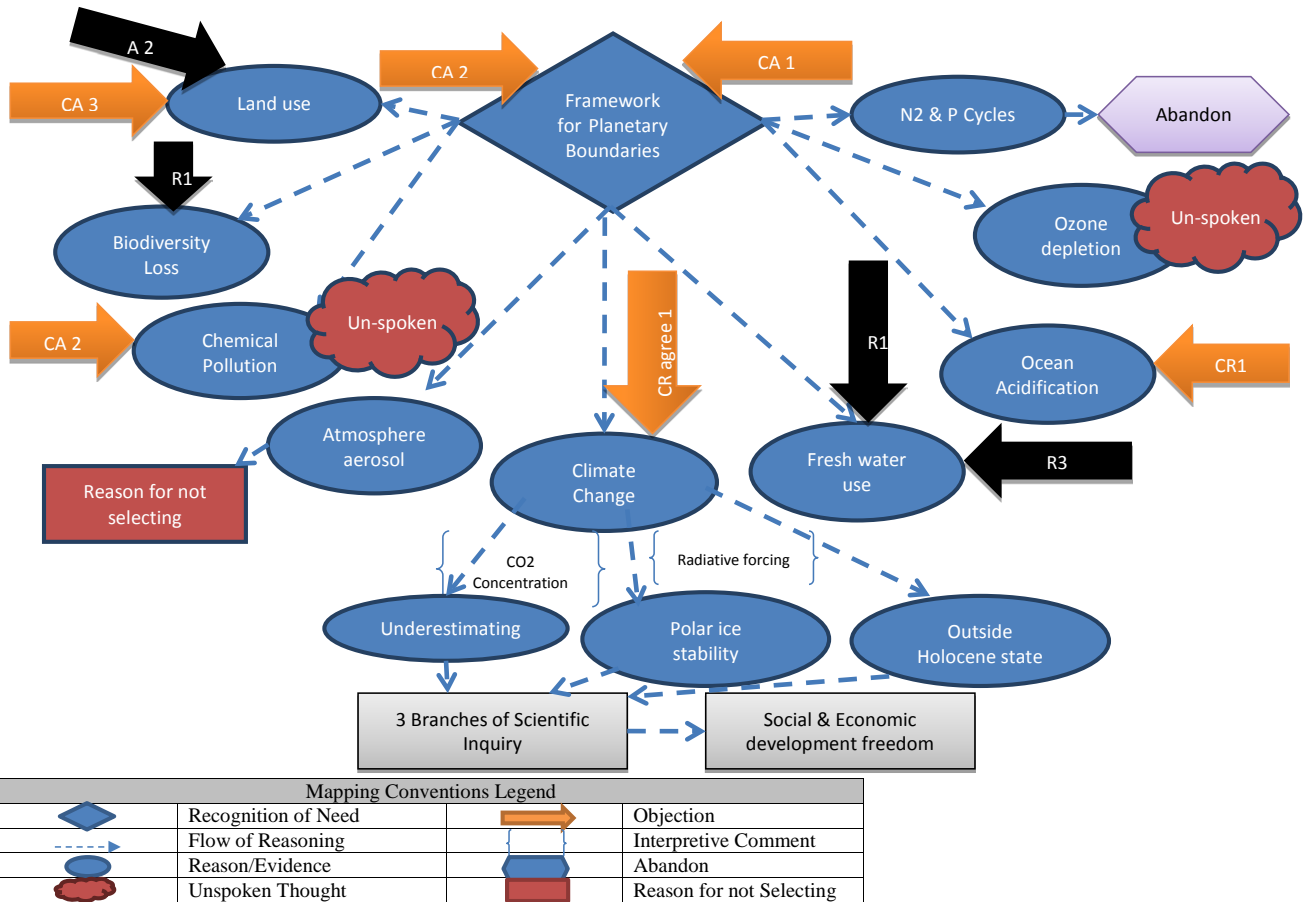 A 2
CA 2
CA 1
CA 3
Land use
Framework
for Planetary
Boundaries
N2 & P Cycles
Abandon
R1
Biodiversity
Loss
Ozone
depletion
Un-spoken
CA 2
Chemical
Pollution
Un-spoken
CR agree 1
R1
Ocean
Acidification
CR1
Atmosphere
aerosol
Climate
Change
Fresh water
use
R3
Reason for not
selecting
CO2
Concentration
Radiative forcing
Underestimating
Polar ice
stability
Outside
Holocene state
3 Branches of Scientific
Inquiry
Social & Economic
development freedom
Mapping Conventions Legend
Recognition of Need
Objection
Flow of Reasoning
Interpretive Comment
Reason/Evidence
Abandon
Unspoken Thought
Reason for not Selecting